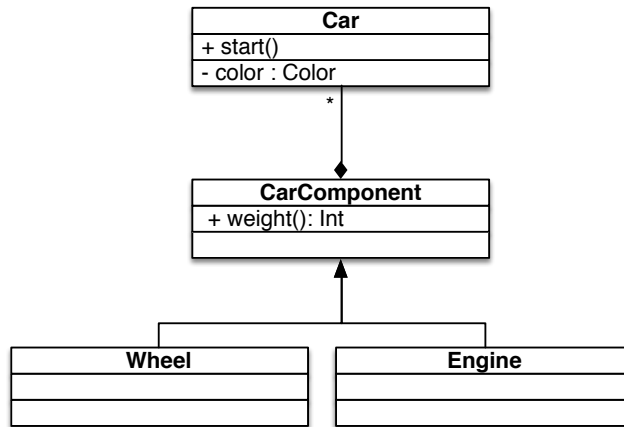 Car
+ start()
- color : Color
*
CarComponent
+ weight(): Int
Wheel
Engine